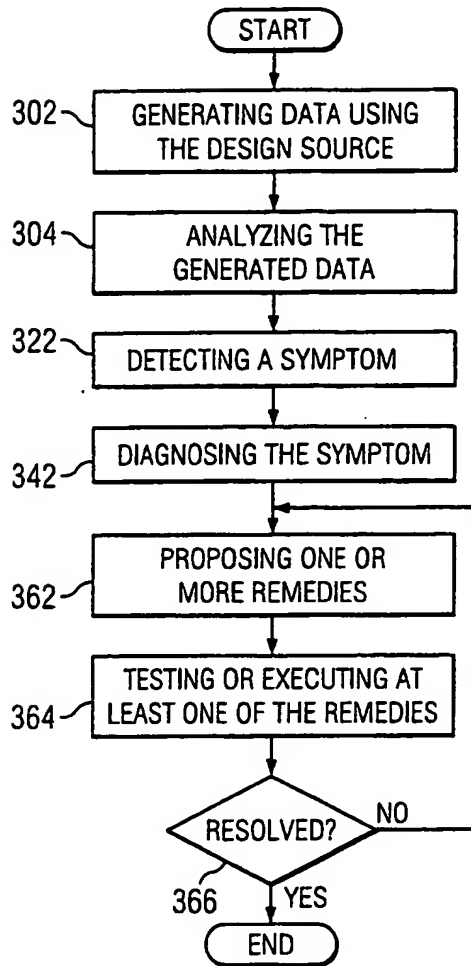 START
302
GENERATING DATA USING
THE DESIGN SOURCE
304
ANALYZING THE
GENERATED DATA
322
DETECTING A SYMPTOM
342
DIAGNOSING THE SYMPTOM
362
PROPOSING ONE OR
MORE REMEDIES
364
TESTING OR EXECUTING AT
LEAST ONE OF THE REMEDIES
RESOLVED?
NO
366
YES
END